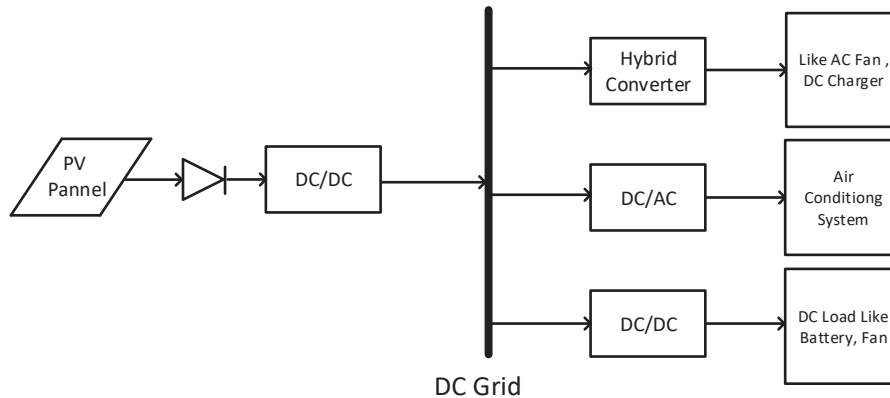 PV
Pannel
DC/DC
Hybrid
Converter
Like AC Fan ,
DC Charger
DC/AC
Air
Conditiong
System
DC/DC
DC Load Like
Battery, Fan
DC Grid